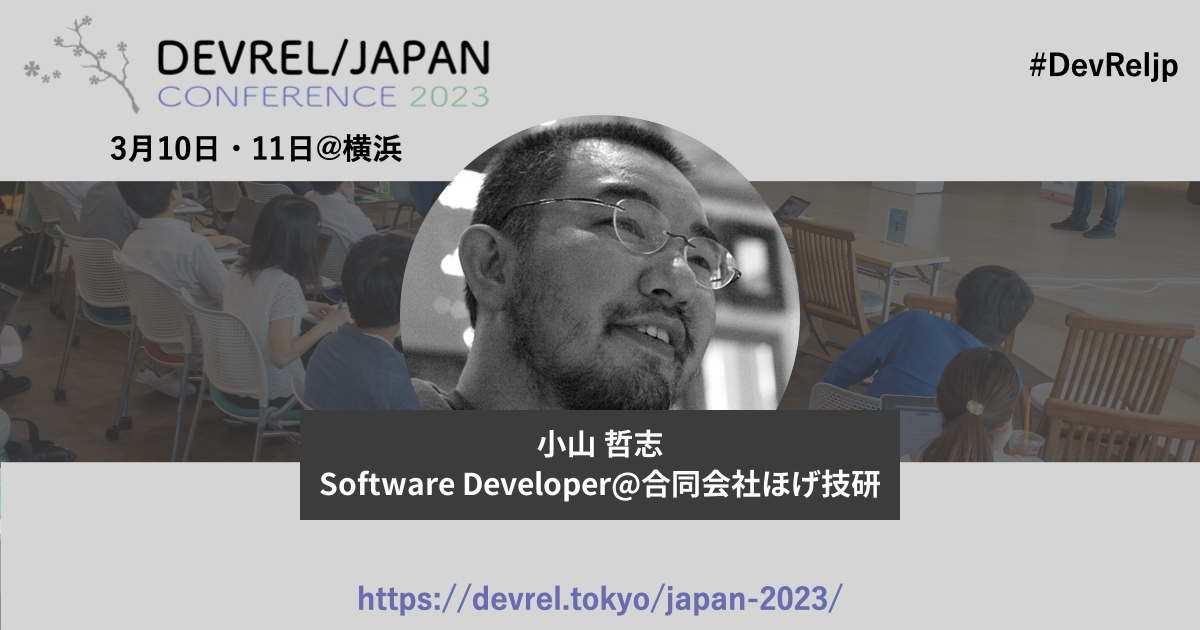 DEVREL/JAPAN
CONFERENCE 2023
#DevReljp
3月10日・11日@横浜
小山 哲志
Software Developer@合同会社ほげ技研
https://devrel.tokyo/japan-2023/